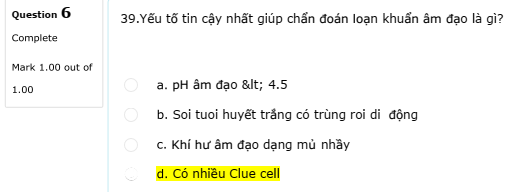 Question 6
Complete
Mark 1.00 out of
1.00
39.Yếu tố tin cậy nhất giúp chẩn đoán loạn khuẩn âm đạo là gì?
a. pH âm đạo &lt; 4.5
b. Soi tuoi huyết trắng có trùng roi di động
c. Khí hư âm đạo dạng mủ nhầy
d. Có nhiều Clue cell